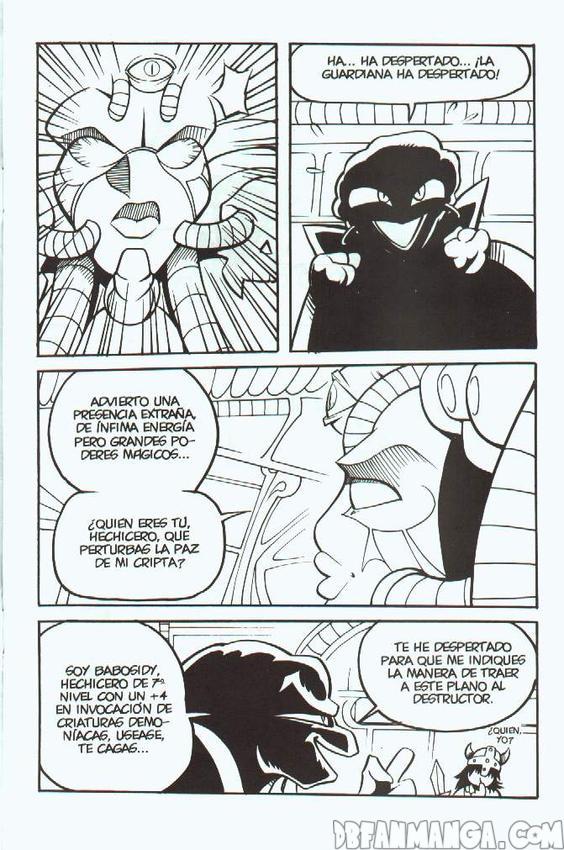 HA... HA DESPERTADO... ¡LA
GUARDIANA HA DESPERTADO!
ADVIERTO UNA
PRESENCIA EXTRAÑA,
DE ÍNFIMA ENERGÍA
PERO GRANDES PO-
DERES MAGICOS...
¿QUIEN ERES TU,
HECHICERO, QUE
PERTURBAS LA PAZ
DE MI CRIPTA?
SOY BABOSIDY,
HECHICERO DE 7º
NIVEL CON UN +4
EN INVOCACIÓN DE
CRIATURAS DEMO-
NÍACAS, USEASE,
TE CAGAS...
TE HE DESPERTADO
PARA QUE ME INDIQUES
LA MANERA DE TRAER
A ESTE PLANO AL
DESTRUCTOR.
¿QUIEN,
YO?
DBFANMANGA.COM